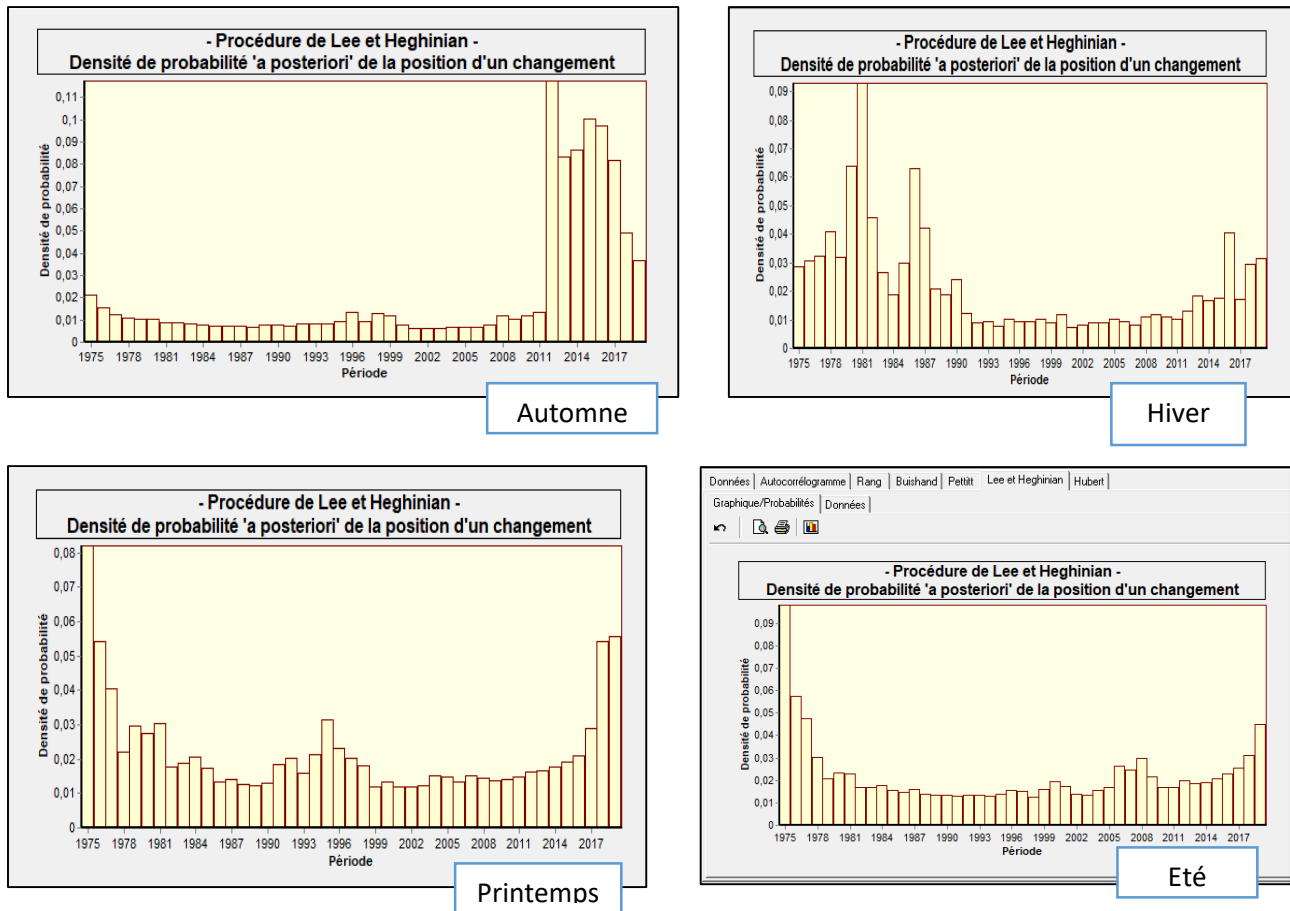 - Procédure de Lee et Heghinian -
Densité de probabilité 'a posteriori' de la position d'un changement
Densité de probabilité
0,11
0,1
0,09
0,08
0,07
0,06
0,05
0,04
0,03
0,02
0,01
0
1975 1978 1981 1984 1987 1990 1993 1996 1999 2002 2005 2008 2011 2014 2017
Période
Automne
- Procédure de Lee et Heghinian -
Densité de probabilité 'a posteriori' de la position d'un changement
Densité de probabilité
0,09
0,08
0,07
0,06
0,05
0,04
0,03
0,02
0,01
0
1975 1978 1981 1984 1987 1990 1993 1996 1999 2002 2005 2008 2011 2014 2017
Période
Hiver
- Procédure de Lee et Heghinian -
Densité de probabilité 'a posteriori' de la position d'un changement
Densité de probabilité
0,08
0,07
0,06
0,05
0,04
0,03
0,02
0,01
0
1975 1978 1981 1984 1987 1990 1993 1996 1999 2002 2005 2008 2011 2014 2017
Période
Printemps
Données Autocorrélogramme Rang Buishand Pettitt Lee et Heghinian Hubert
Graphique/Probabilités Données
- Procédure de Lee et Heghinian -
Densité de probabilité 'a posteriori' de la position d'un changement
Densité de probabilité
0,09
0,08
0,07
0,06
0,05
0,04
0,03
0,02
0,01
0
1975 1978 1981 1984 1987 1990 1993 1996 1999 2002 2005 2008 2011 2014 2017
Période
Eté